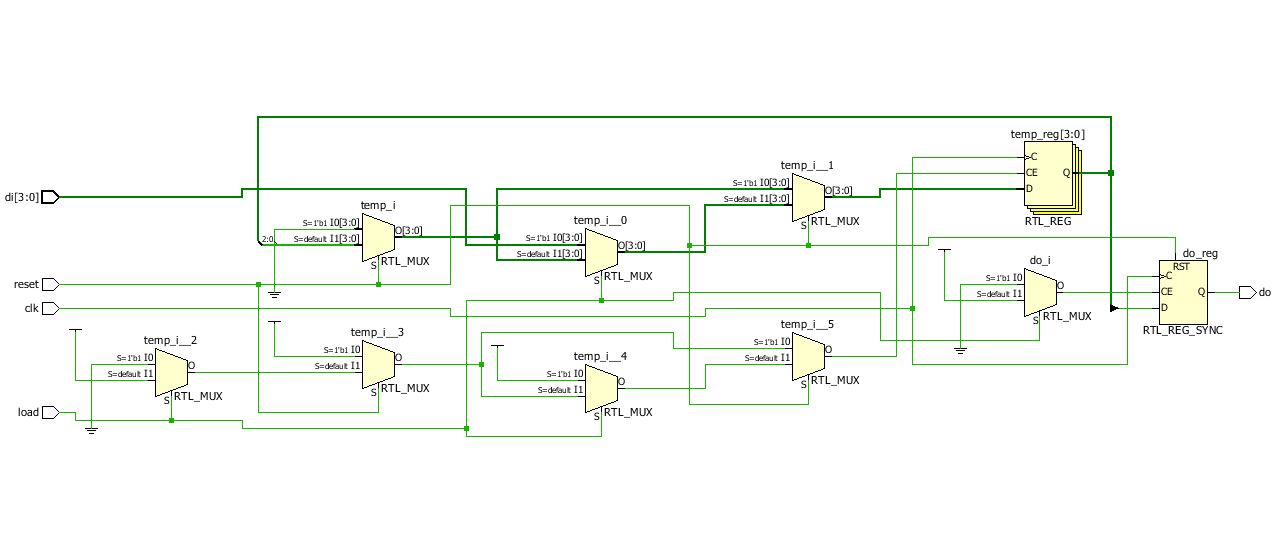 temp_reg[3:0]
C
CE
D
Q
RTL_REG
temp_i__1
S=1'b1 I0[3:0]
S=default I1[3:0]
O[3:0]
S
RTL_MUX
di[3:0]
temp_i
S=1'b1 I0[3:0]
2:0
S=default I1[3:0]
O[3:0]
S
RTL_MUX
temp_i__0
S=1'b1 I0[3:0]
S=default I1[3:0]
O[3:0]
S
RTL_MUX
do_i
S=1'b1 I0
S=default I1
O
S
RTL_MUX
do_reg
RST
C
CE
D
Q
RTL_REG_SYNC
do
reset
clk
temp_i__2
S=1'b1 I0
S=default I1
O
S
RTL_MUX
temp_i__3
S=1'b1 I0
S=default I1
O
S
RTL_MUX
temp_i__4
S=1'b1 I0
S=default I1
O
S
RTL_MUX
temp_i__5
S=1'b1 I0
S=default I1
O
S
RTL_MUX
load